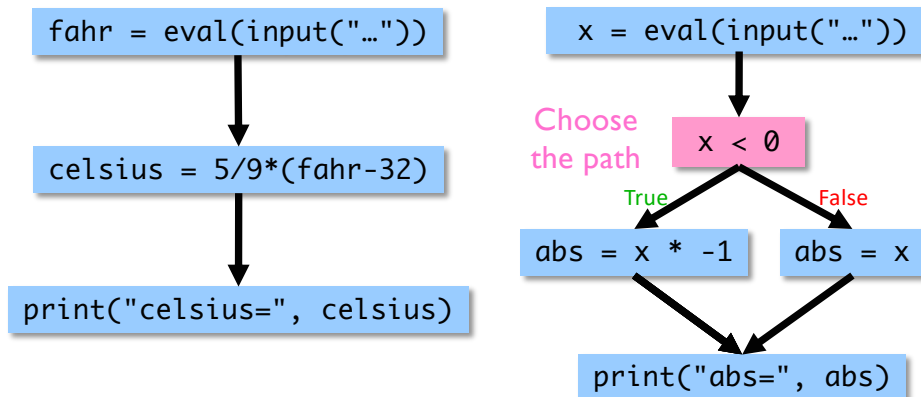 fahr = eval(input("…"))
celsius = 5/9*(fahr-32)
print("celsius=", celsius)
x = eval(input("…"))
Choose
the path
x < 0
True
False
abs = x * -1
abs = x
print("abs=", abs)